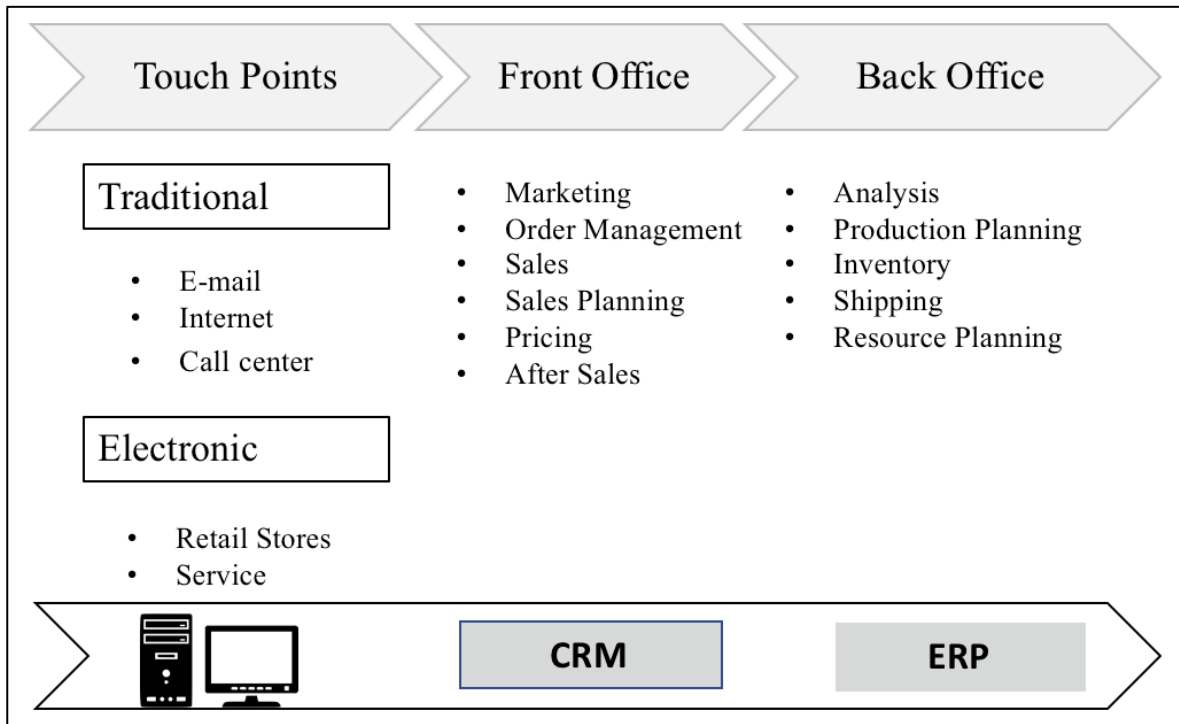 Touch Points
Front Office
Back Office
Traditional
• E-mail
• Internet
• Call center
Electronic
• Retail Stores
• Service
• Marketing
• Order Management
• Sales
• Sales Planning
• Pricing
• After Sales
• Analysis
• Production Planning
• Inventory
• Shipping
• Resource Planning
CRM
ERP